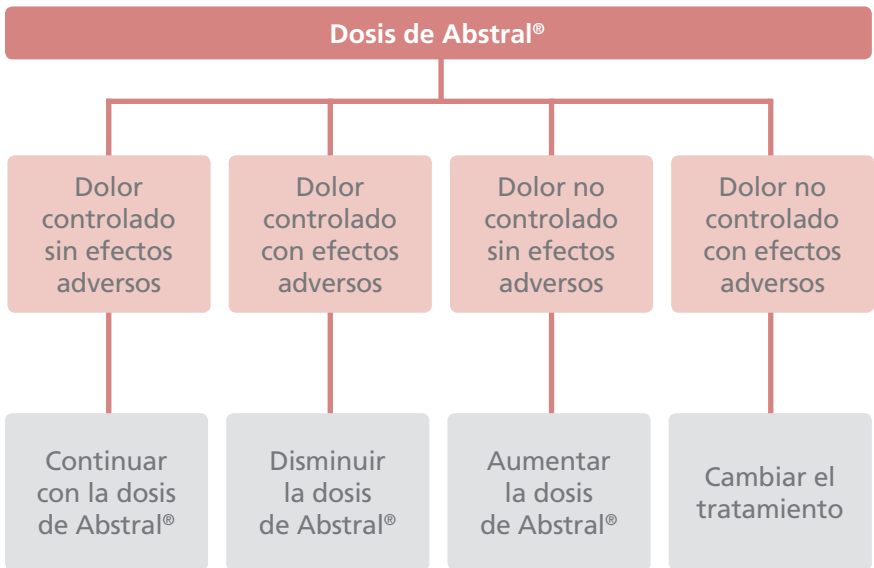 Dosis de Abstral®
Dolor
controlado
sin efectos
adversos
Dolor
controlado
con efectos
adversos
Dolor no
controlado
sin efectos
adversos
Dolor no
controlado
con efectos
adversos
Continuar
con la dosis
de Abstral®
Disminuir
la dosis
de Abstral®
Aumentar
la dosis
de Abstral®
Cambiar el
tratamiento